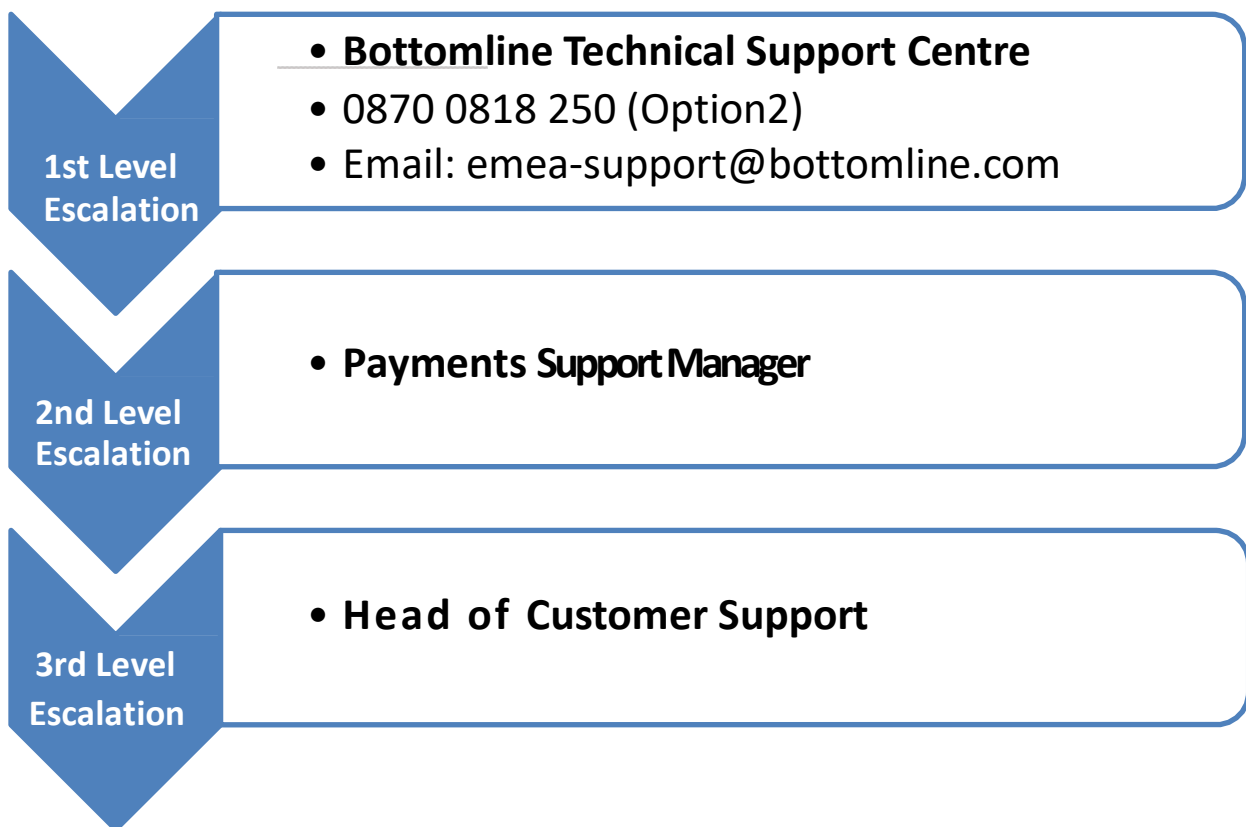 1st Level
Escalation
• Bottomline Technical Support Centre
• 0870 0818 250 (Option2)
• Email: emea-support@bottomline.com
2nd Level
Escalation
• Payments Support Manager
3rd Level
Escalation
• Head of Customer Support